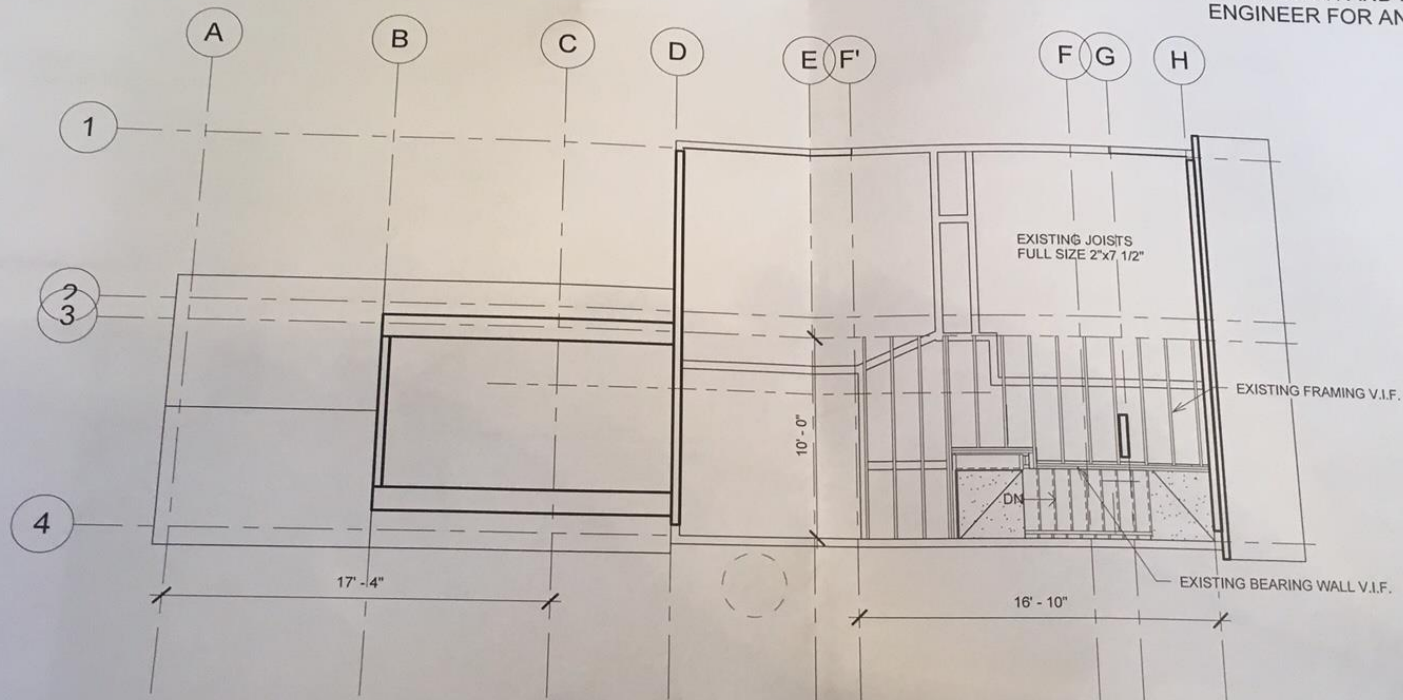 ENGINEER FOR AN
A
B
C
D
E
F'
F
G
H
1
EXISTING JOISTS
FULL SIZE 2"x7 1/2"
2
3
EXISTING FRAMING V.I.F.
10' - 0"
4
DN
17' - 4"
EXISTING BEARING WALL V.I.F.
16' - 10"